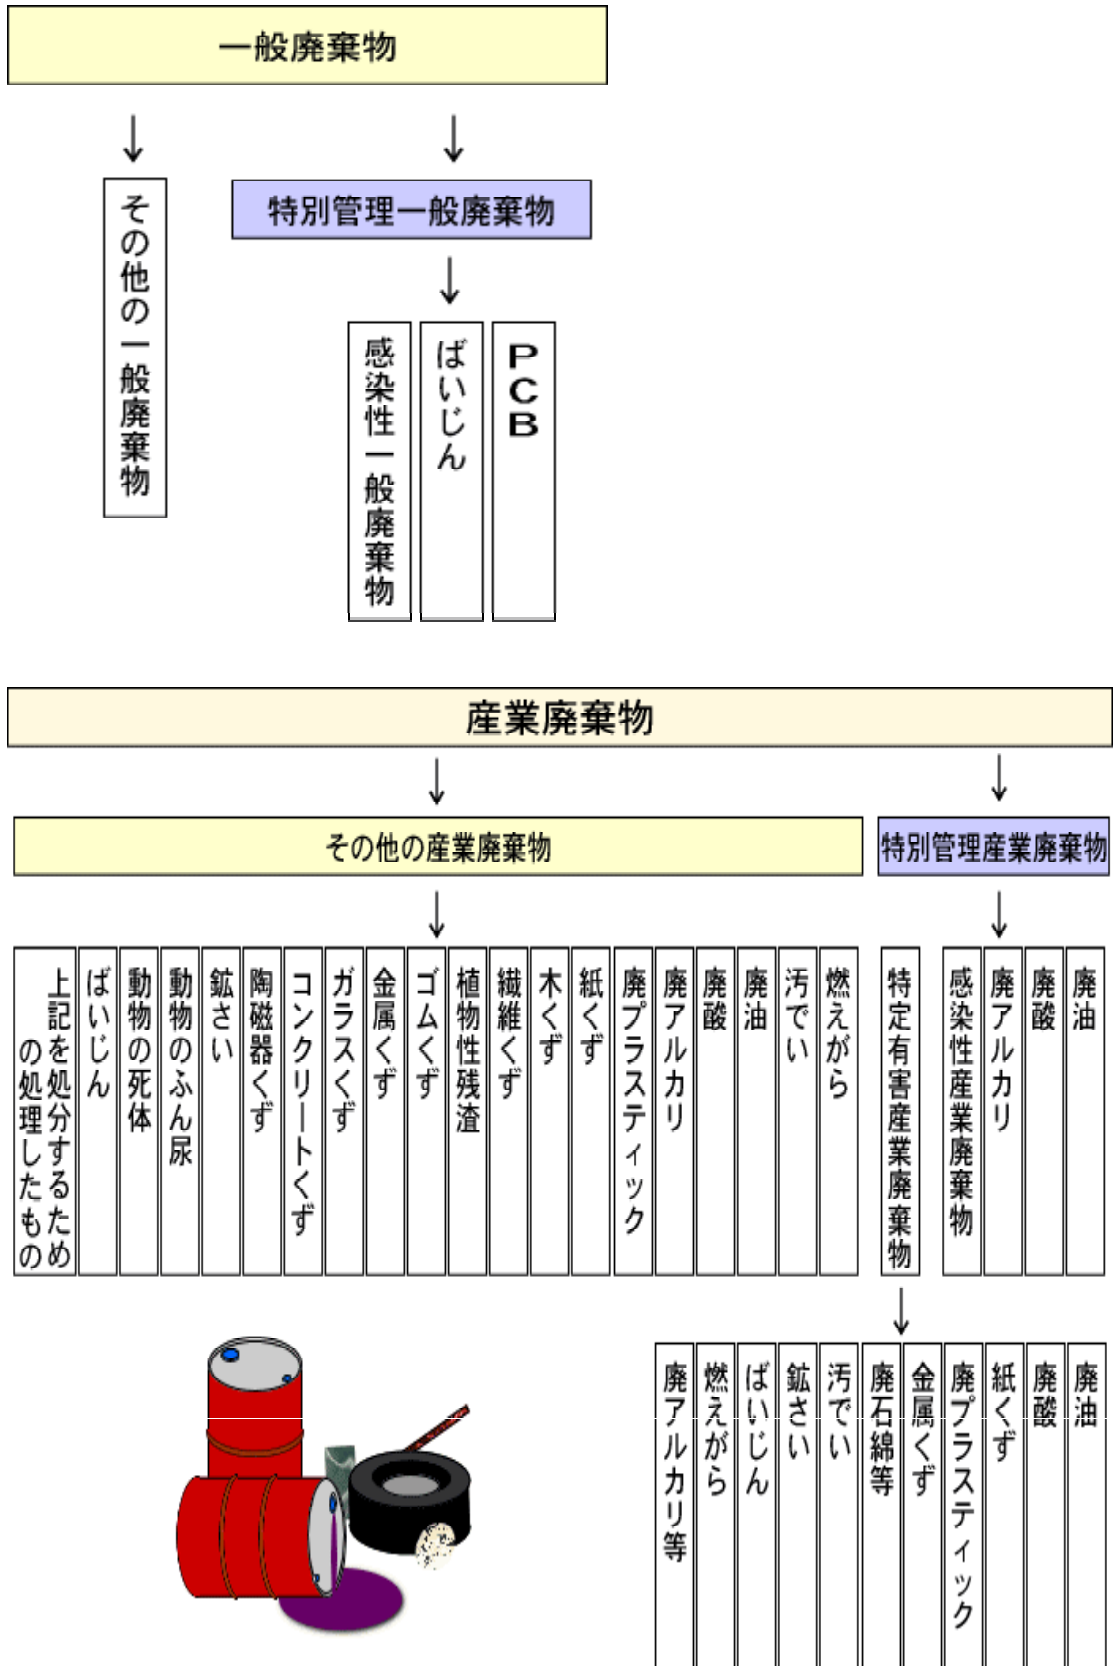 一般廃棄物
その他の一般廃棄物
特別管理一般廃棄物
感染性一般廃棄物
ばいじん
PCB
産業廃棄物
その他の産業廃棄物
特別管理産業廃棄物
上記を処分するため
の処理したもの
ばいじん
動物の死体
動物のふん尿
鉱さい
陶磁器くず
コンクリートくず
ガラスくず
金属くず
ゴムくず
植物性残渣
繊維くず
木くず
紙くず
廃プラスティック
廃アルカリ
廃酸
廃油
汚でい
燃えがら
特定有害産業廃棄物
感染性産業廃棄物
廃アルカリ
廃酸
廃油
廃アルカリ等
燃えがら
ばいじん
鉱さい
汚でい
廃石綿等
金属くず
廃プラスティック
紙くず
廃酸
廃油